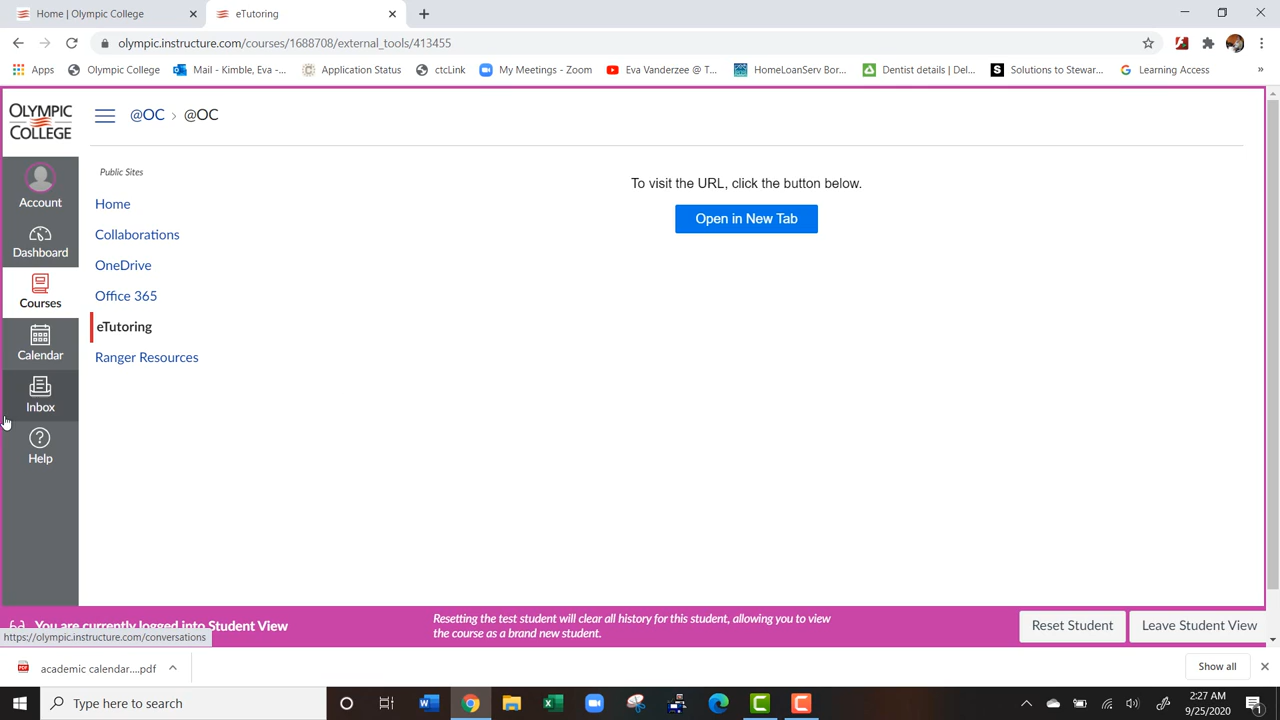 Home | Olympic College
eTutoring
olympic.instructure.com/courses/1688708/external_tools/413455
Apps
Olympic College
Mail - Kimble, Eva -...
Application Status
ctcLink
My Meetings - Zoom
Eva Vanderzee @ T...
HomeLoanServ Bor...
Dentist details | Del...
Solutions to Stewar...
Learning Access
»
OLYMPIC
COLLEGE
@OC > @OC
Account
Dashboard
Courses
Calendar
Inbox
Help
Public Sites
Home
Collaborations
OneDrive
Office 365
eTutoring
Ranger Resources
To visit the URL, click the button below.
Open in New Tab
You are currently logged into Student View
Resetting the test student will clear all history for this student, allowing you to view
the course as a brand new student.
Reset Student
Leave Student View
https://olympic.instructure.com/conversations
academic calendar....pdf
Show all
Type here to search
2:27 AM
9/25/2020